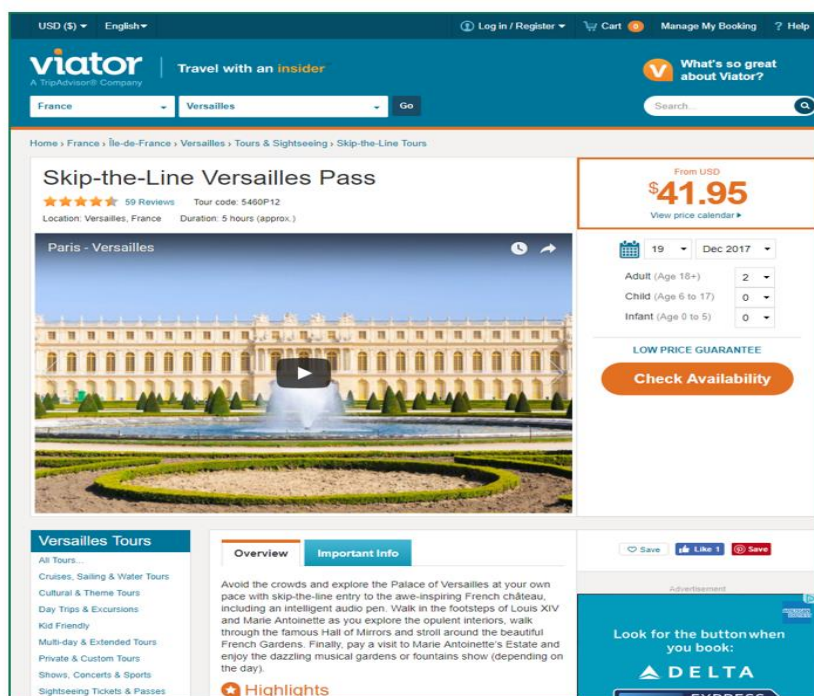 USD ($) English
Log in / Register Cart 0 Manage My Booking ? Help
viator Travel with an insider
A TripAdvisor® Company
What's so great
about Viator?
France Versailles Go
Search...
Home › France › Île-de-France › Versailles › Tours & Sightseeing › Skip-the-Line Tours
Skip-the-Line Versailles Pass
59 Reviews Tour code: 5460P12
Location: Versailles, France Duration: 5 hours (approx.)
From USD
$41.95
View price calendar
Paris - Versailles
19 Dec 2017
Adult (Age 18+) 2
Child (Age 6 to 17) 0
Infant (Age 0 to 5) 0
LOW PRICE GUARANTEE
Check Availability
Versailles Tours
All Tours...
Cruises, Sailing & Water Tours
Cultural & Theme Tours
Day Trips & Excursions
Kid Friendly
Multi-day & Extended Tours
Private & Custom Tours
Shows, Concerts & Sports
Sightseeing Tickets & Passes
Overview Important Info
Avoid the crowds and explore the Palace of Versailles at your own
pace with skip-the-line entry to the awe-inspiring French château,
including an intelligent audio pen. Walk in the footsteps of Louis XIV
and Marie Antoinette as you explore the opulent interiors, walk
through the famous Hall of Mirrors and stroll around the beautiful
French Gardens. Finally, pay a visit to Marie Antoinette's Estate and
enjoy the dazzling musical gardens or fountains show (depending on
the day).
Highlights
Save Like 1 Save
Advertisement
Look for the button when
you book:
DELTA
EXPRESS